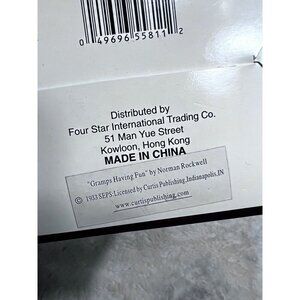 0 49696 55811 2
Distributed by
Four Star International Trading Co.
51 Man Yue Street
Kowloon, Hong Kong
MADE IN CHINA
"Gramps Having Fun" by Norman Rockwell
© 1933 SEPS: Licensed by Curtis Publishing, Indianapolis, IN
www.curtispublishing.com